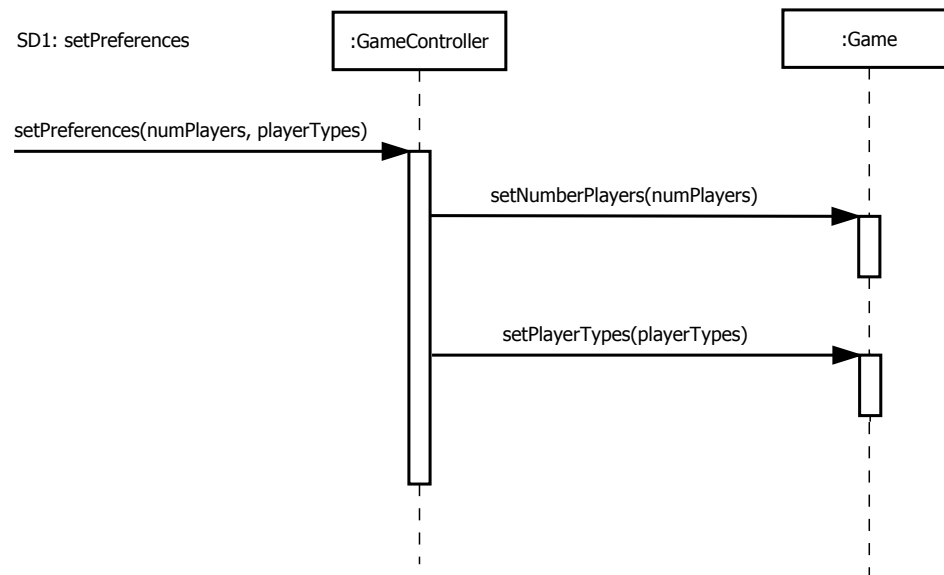 SD1: setPreferences
:GameController
:Game
setPreferences(numPlayers, playerTypes)
setNumberPlayers(numPlayers)
setPlayerTypes(playerTypes)